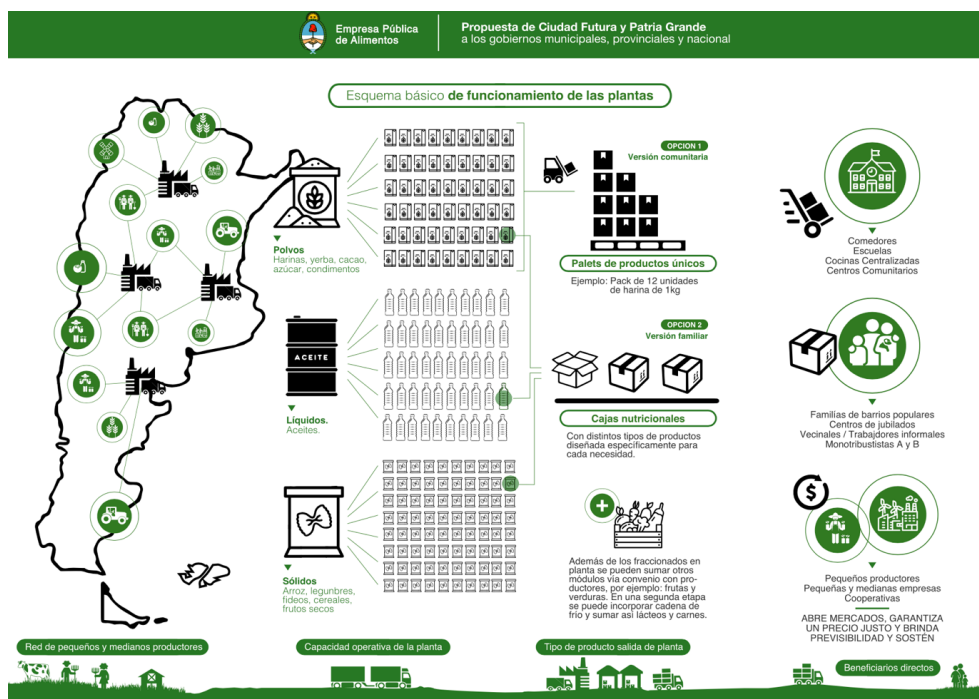 Empresa Pública
de Alimentos
Propuesta de Ciudad Futura y Patria Grande
a los gobiernos municipales, provinciales y nacional
Esquema básico de funcionamiento de las plantas
Polvos
Harinas, yerba, cacao,
azúcar, condimentos
ACEITE
Líquidos.
Aceites.
Sólidos
Arroz, legunbres,
fideos, cereales,
frutos secos
OPCION 1
Versión comunitaria
Palets de productos únicos
Ejemplo: Pack de 12 unidades
de harina de 1kg
OPCION 2
Versión familiar
Cajas nutricionales
Con distintos tipos de productos
diseñada específicamente para
cada necesidad.
Además de los fraccionados en
planta se pueden sumar otros
módulos vía convenio con pro-
ductores, por ejemplo: frutas y
verduras. En una segunda etapa
se puede incorporar cadena de
frío y sumar así lácteos y carnes.
Comedores
Escuelas
Cocinas Centralizadas
Centros Comunitarios
Familias de barrios populares
Centros de jubilados
Vecinales / Trabajdores informales
Monotribustistas A y B
$
Pequeños productores
Pequeñas y medianas empresas
Cooperativas
ABRE MERCADOS, GARANTIZA
UN PRECIO JUSTO Y BRINDA
PREVISIBILIDAD Y SOSTÉN
Red de pequeños y medianos productores
Capacidad operativa de la planta
Tipo de producto salida de planta
Beneficiarios directos